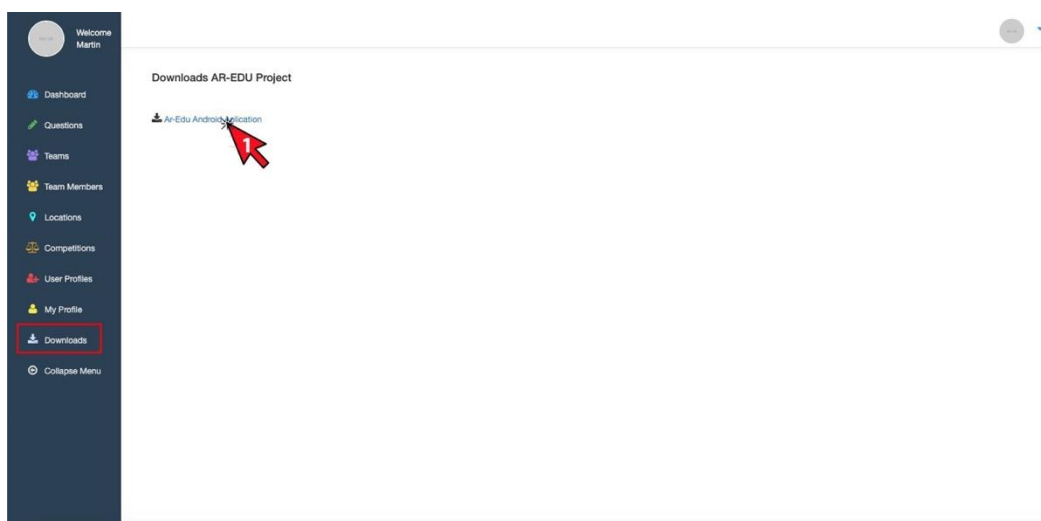 Welcome
Martin
Dashboard
Questions
Teams
Team Members
Locations
Competitions
User Profiles
My Profile
Downloads
Collapse Menu
Downloads AR-EDU Project
Ar-Edu Android
1